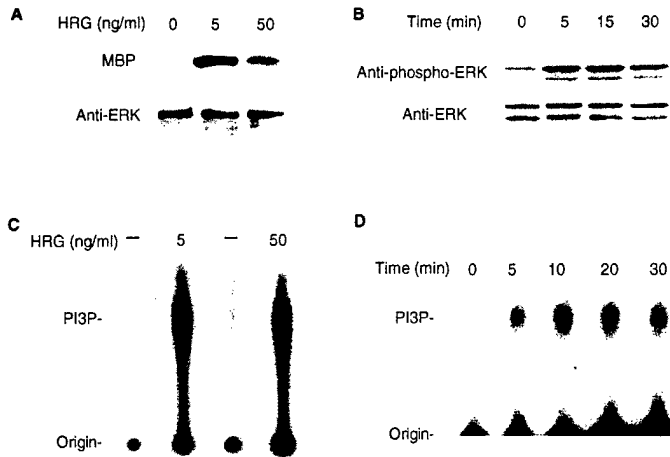 A
HRG (ng/ml) 0 5 50
MBP
Anti-ERK
B
Time (min) 0 5 15 30
Anti-phospho-ERK
Anti-ERK
C
HRG (ng/ml) — 5 — 50
PI3P-
Origin-
D
Time (min) 0 5 10 20 30
PI3P-
Origin-